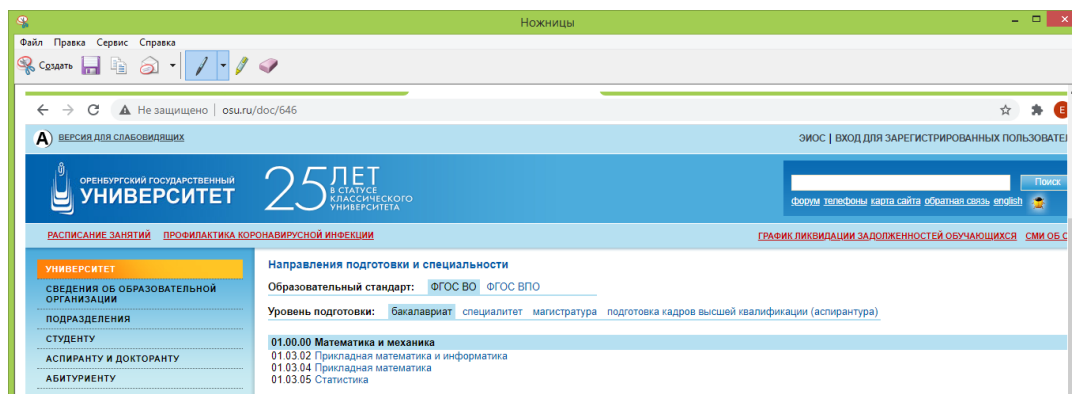 Ножницы
Файл Правка Сервис Справка
Создать
Не защищено | osu.ru/doc/646
Е
А ВЕРСИЯ ДЛЯ СЛАБОВИДЯЩИХ
ЭИОС | ВХОД ДЛЯ ЗАРЕГИСТРИРОВАННЫХ ПОЛЬЗОВАТЕЛ
ОРЕНБУРГСКИЙ ГОСУДАРСТВЕННЫЙ
УНИВЕРСИТЕТ
25 ЛЕТ
В СТАТУСЕ
КЛАССИЧЕСКОГО
УНИВЕРСИТЕТА
Поиск
форум телефоны карта сайта обратная связь english
РАСПИСАНИЕ ЗАНЯТИЙ ПРОФИЛАКТИКА КОРОНАВИРУСНОЙ ИНФЕКЦИИ
ГРАФИК ЛИКВИДАЦИИ ЗАДОЛЖЕННОСТЕЙ ОБУЧАЮЩИХСЯ СМИ ОБ О
УНИВЕРСИТЕТ
СВЕДЕНИЯ ОБ ОБРАЗОВАТЕЛЬНОЙ
ОРГАНИЗАЦИИ
ПОДРАЗДЕЛЕНИЯ
СТУДЕНТУ
АСПИРАНТУ И ДОКТОРАНТУ
АБИТУРИЕНТУ
Направления подготовки и специальности
Образовательный стандарт: ФГОС ВО ФГОС ВПО
Уровень подготовки: бакалавриат специалитет магистратура подготовка кадров высшей квалификации (аспирантура)
01.00.00 Математика и механика
01.03.02 Прикладная математика и информатика
01.03.04 Прикладная математика
01.03.05 Статистика